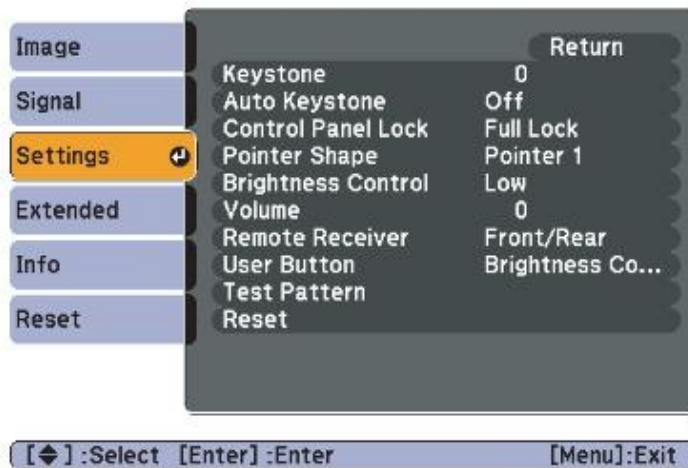 Image
Signal
Settings
Extended
Info
Reset
Return
Keystone 0
Auto Keystone Off
Control Panel Lock Full Lock
Pointer Shape Pointer 1
Brightness Control Low
Volume 0
Remote Receiver Front/Rear
User Button Brightness Co...
Test Pattern
Reset
[◆] :Select [Enter] :Enter [Menu]:Exit